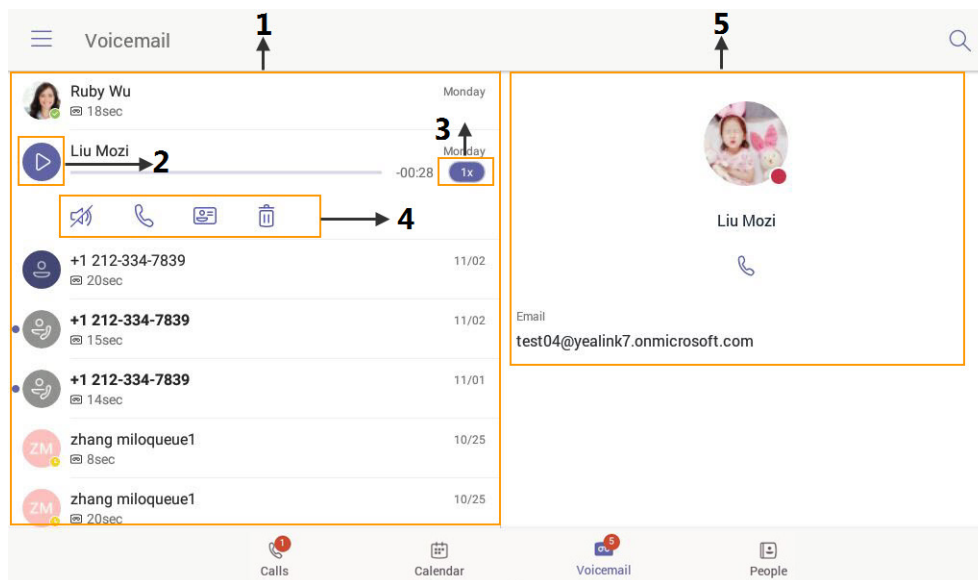 1
5
Voicemail
Ruby Wu
Monday
18sec
3
Liu Mozi
Monday
2
-00:28
1x
4
+1 212-334-7839
11/02
20sec
+1 212-334-7839
11/02
15sec
+1 212-334-7839
11/01
14sec
ZM
zhang miloqueue1
10/25
8sec
ZM
zhang miloqueue1
10/25
20sec
Liu Mozi
Email
test04@yealink7.onmicrosoft.com
1
Calls
Calendar
5
Voicemail
People